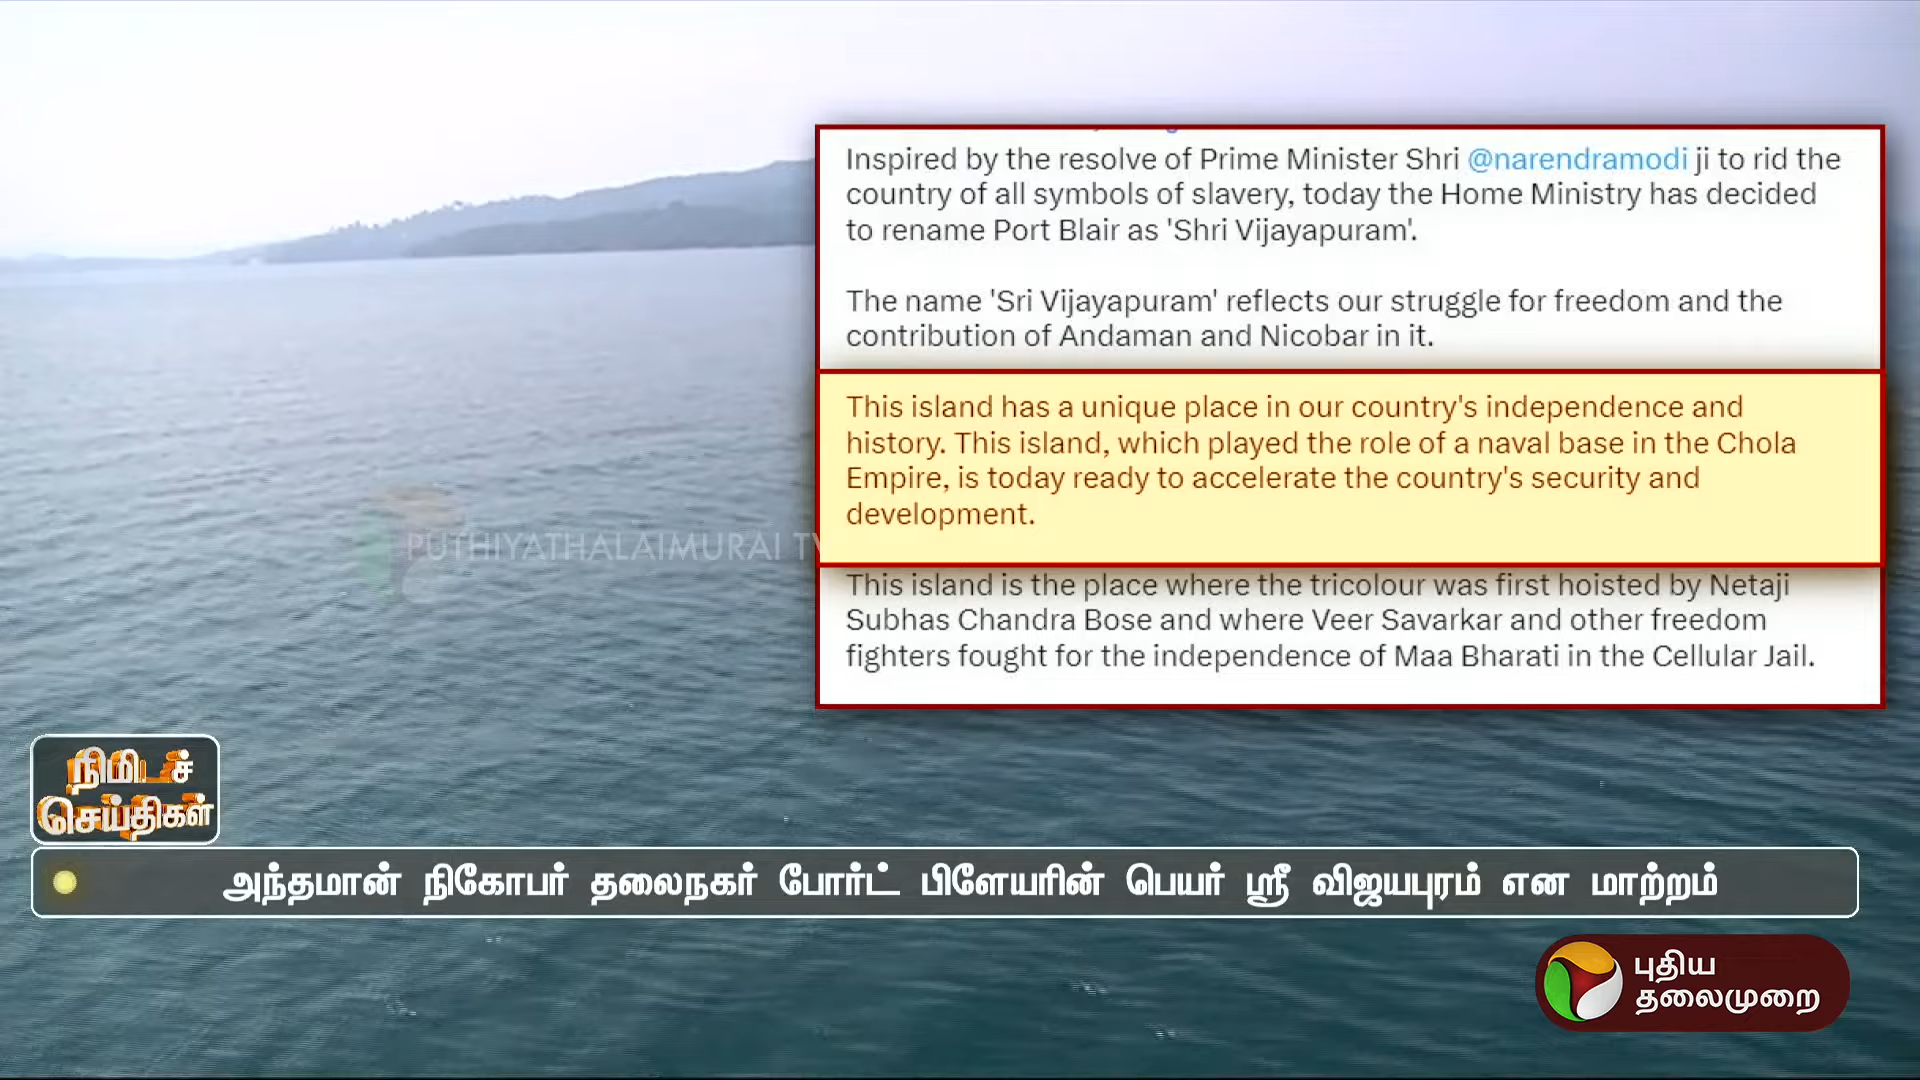 Inspired by the resolve of Prime Minister Shri @narendramodi ji to rid the
country of all symbols of slavery, today the Home Ministry has decided
to rename Port Blair as 'Shri Vijayapuram'.
The name 'Sri Vijayapuram' reflects our struggle for freedom and the
contribution of Andaman and Nicobar in it.
This island has a unique place in our country's independence and
history. This island, which played the role of a naval base in the Chola
Empire, is today ready to accelerate the country's security and
development.
PUTHIYATHALAIMURAI TV
This island is the place where the tricolour was first hoisted by Netaji
Subhas Chandra Bose and where Veer Savarkar and other freedom
fighters fought for the independence of Maa Bharati in the Cellular Jail.
நிமிடச்
செய்திகள்
அந்தமான் நிகோபர் தலைநகர் போர்ட் பிளேயரின் பெயர் ஸ்ரீ விஜயபுரம் என மாற்றம்
புதிய
தலைமுறை